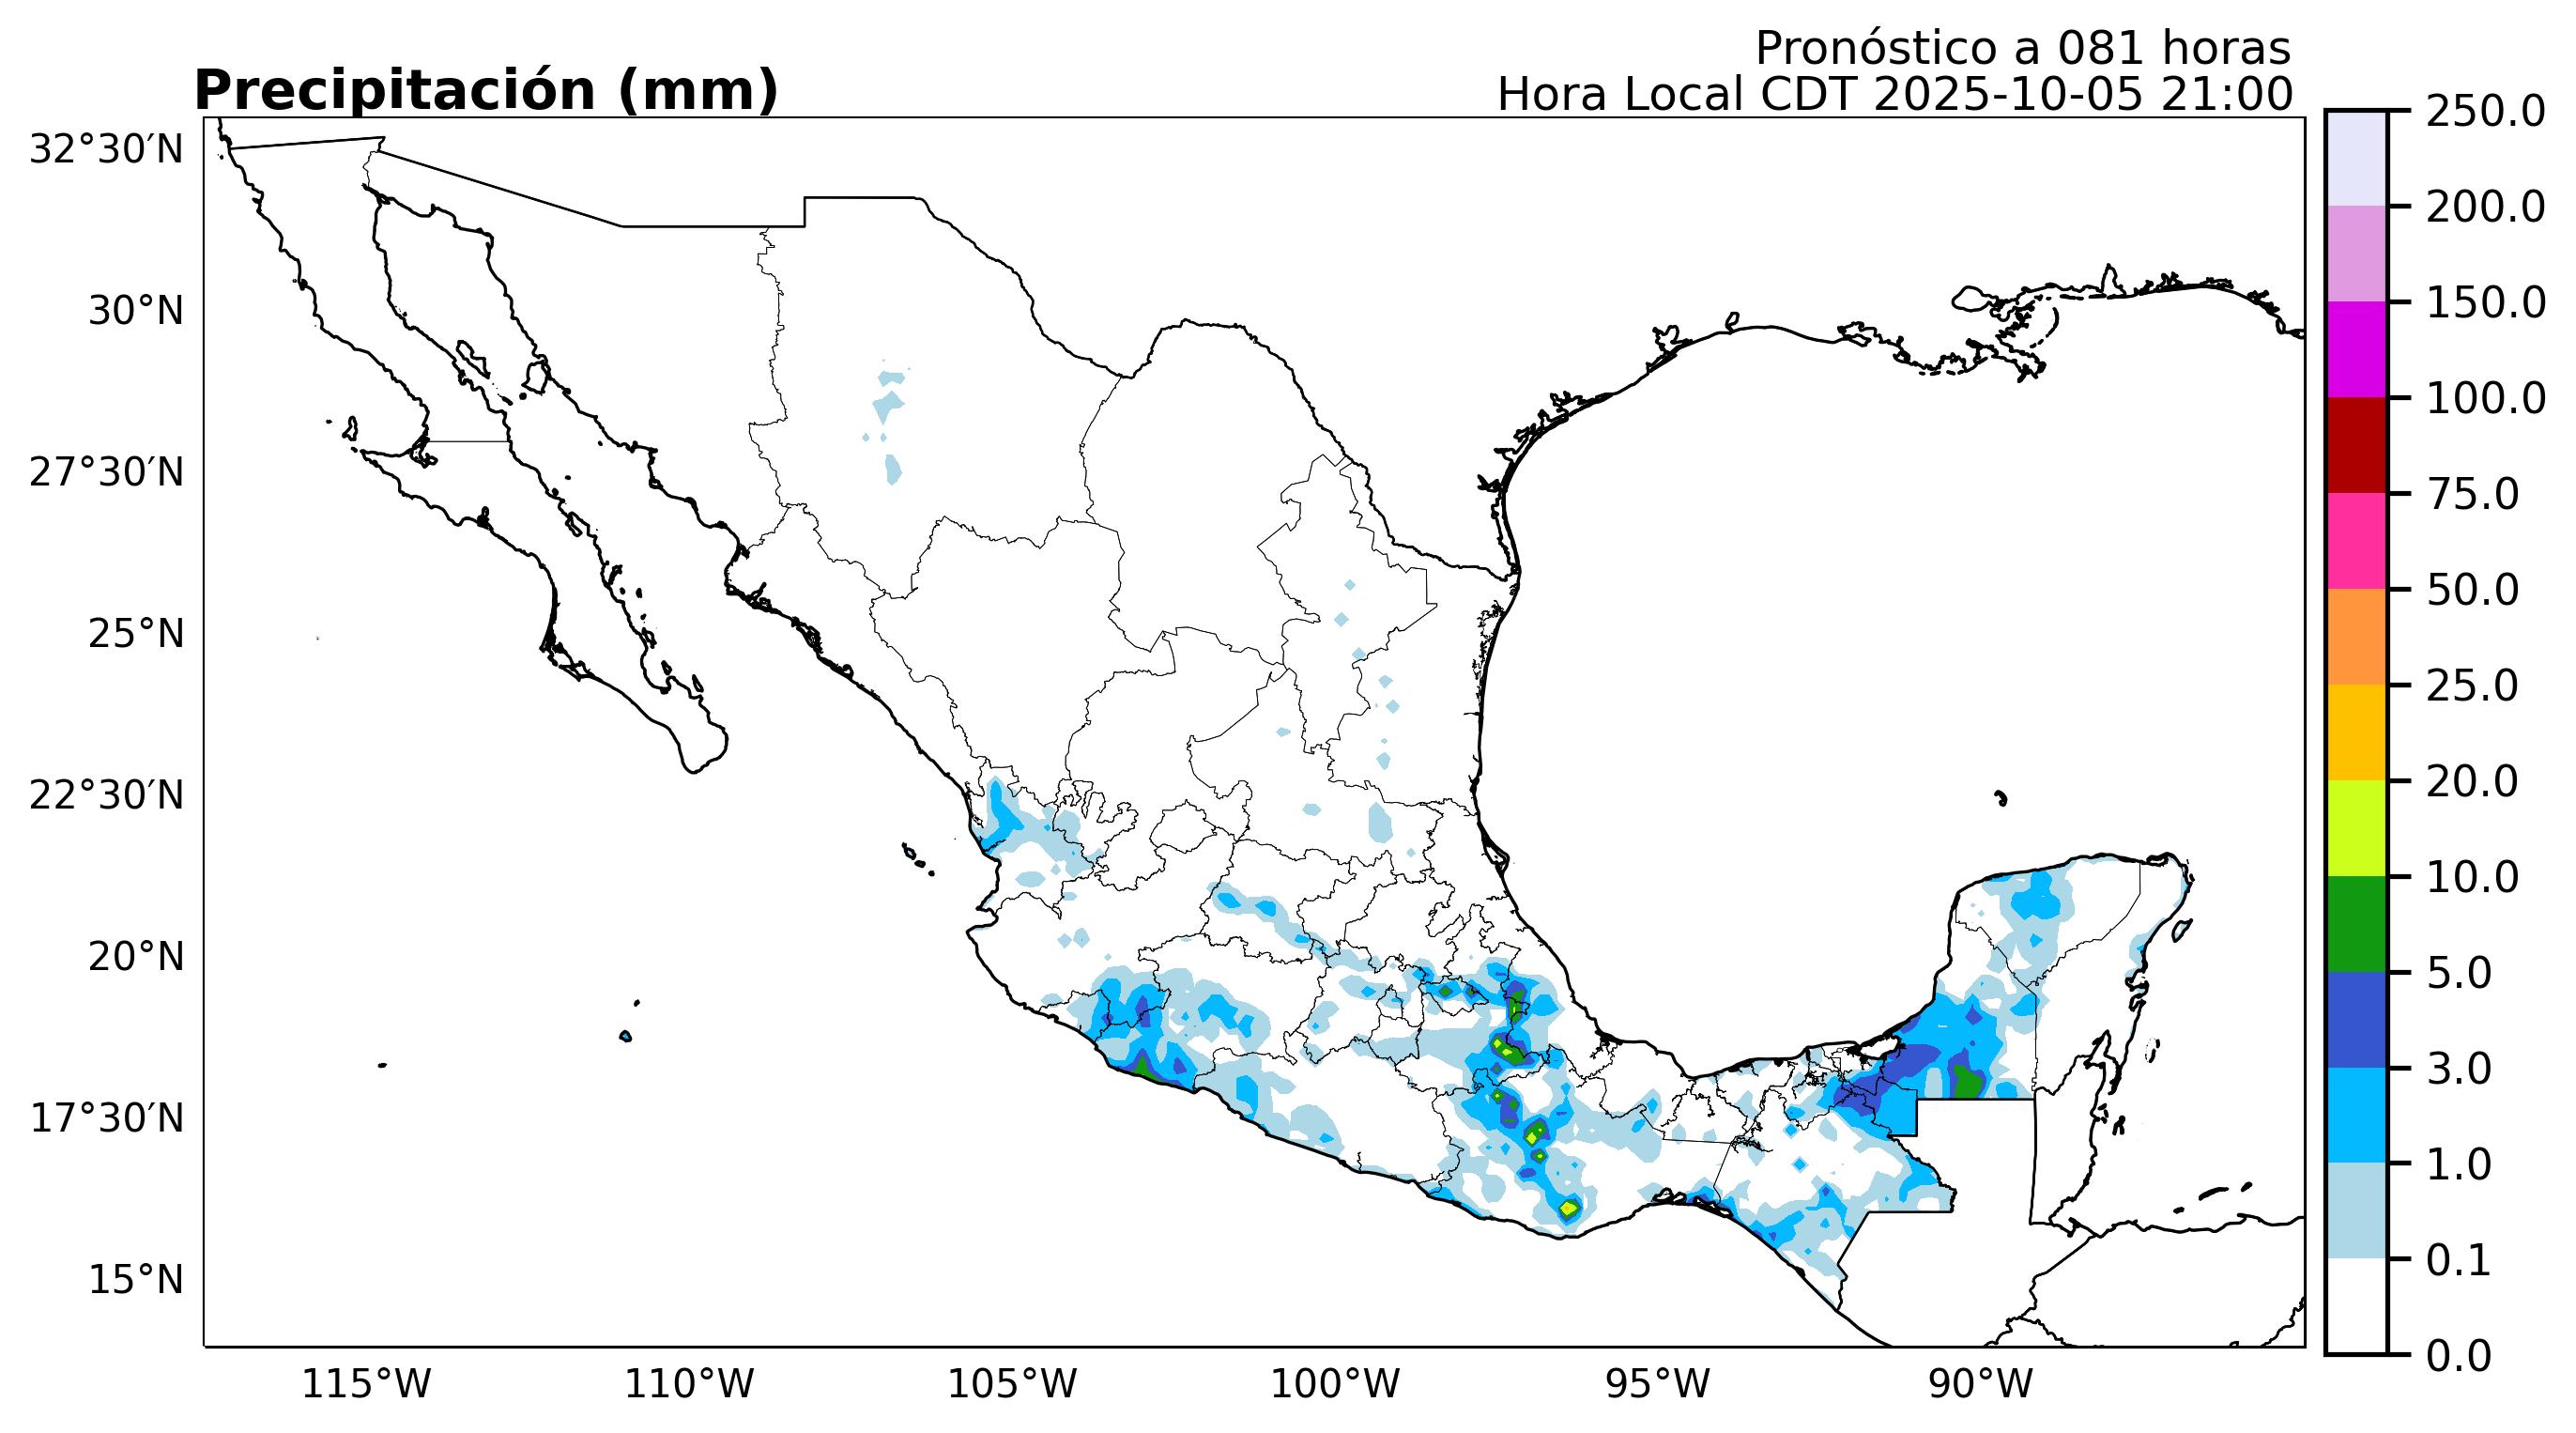 Pronóstico a 081 horas
Precipitación (mm)
Hora Local CDT 2025-10-05 21:00
32°30′N
30°N
27°30′N
25°N
22°30′N
20°N
17°30′N
15°N
115°W
110°W
105°W
100°W
95°W
90°W
250.0
200.0
150.0
100.0
75.0
50.0
25.0
20.0
10.0
5.0
3.0
1.0
0.1
0.0